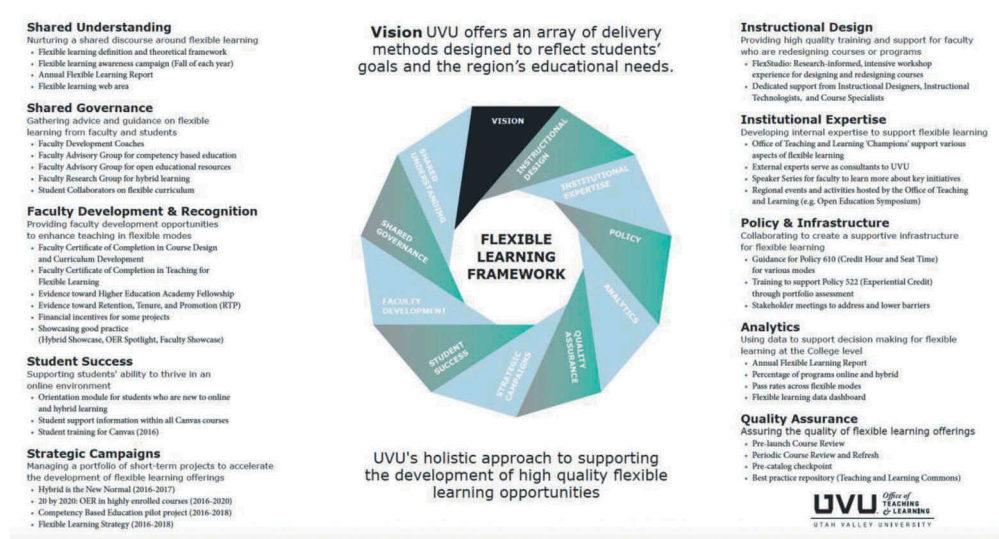 Shared Understanding
Nurturing a shared discourse around flexible learning
• Flexible learning definition and theoretical framework
• Flexible learning awareness campaign (Fall of each year)
• Annual Flexible Learning Report
• Flexible learning web area
Shared Governance
Gathering advice and guidance on flexible
learning from faculty and students
• Faculty Development Coaches
• Faculty Advisory Group for competency based education
• Faculty Advisory Group for open educational resources
• Faculty Research Group for hybrid learning
• Student Collaborators on flexible curriculum
Faculty Development & Recognition
Providing faculty development opportunities
to enhance teaching in flexible modes
• Faculty Certificate of Completion in Course Design
and Curriculum Development
• Faculty Certificate of Completion in Teaching for
Flexible Learning
• Evidence toward Higher Education Academy Fellowship
• Evidence toward Retention, Tenure, and Promotion (RTP)
• Financial incentives for some projects
• Showcasing good practice
(Hybrid Showcase, OER Spotlight, Faculty Showcase)
Student Success
Supporting students' ability to thrive in an
online environment
• Orientation module for students who are new to online
and hybrid learning
• Student support information within all Canvas courses
• Student training for Canvas (2016)
Strategic Campaigns
Managing a portfolio of short-term projects to accelerate
the development of flexible learning offerings
• Hybrid is the New Normal (2016-2017)
• 20 by 2020: OER in highly enrolled courses (2016-2020)
• Competency Based Education pilot project (2016-2018)
• Flexible Learning Strategy (2016-2018)
Vision UVU offers an array of delivery
methods designed to reflect students'
goals and the region's educational needs.
VISION
INSTRUCTIONAL
DESIGN
INSTITUTIONAL
EXPERTISE
POLICY
ANALYTICS
QUALITY
ASSURANCE
STRATEGIC
CAMPAIGNS
STUDENT
SUCCESS
FACULTY
DEVELOPMENT
SHARED
GOVERNANCE
SHARED
UNDERSTANDING
FLEXIBLE
LEARNING
FRAMEWORK
UVU's holistic approach to supporting
the development of high quality flexible
learning opportunities
Instructional Design
Providing high quality training and support for faculty
who are redesigning courses or programs
• FlexStudio: Research-informed, intensive workshop
experience for designing and redesigning courses
• Dedicated support from Instructional Designers, Instructional
Technologists, and Course Specialists
Institutional Expertise
Developing internal expertise to support flexible learning
• Office of Teaching and Learning 'Champions' support various
aspects of flexible learning
• External experts serve as consultants to UVU
• Speaker Series for faculty to learn more about key initiatives
• Regional events and activities hosted by the Office of Teaching
and Learning (e.g. Open Education Symposium)
Policy & Infrastructure
Collaborating to create a supportive infrastructure
for flexible learning
• Guidance for Policy 610 (Credit Hour and Seat Time)
for various modes
• Training to support Policy 522 (Experiential Credit)
through portfolio assessment
• Stakeholder meetings to address and lower barriers
Analytics
Using data to support decision making for flexible
learning at the College level
• Annual Flexible Learning Report
• Percentage of programs online and hybrid
• Pass rates across flexible modes
• Flexible learning data dashboard
Quality Assurance
Assuring the quality of flexible learning offerings
• Pre-launch Course Review
• Periodic Course Review and Refresh
• Pre-catalog checkpoint
• Best practice repository (Teaching and Learning Commons)
UVU
Office of
TEACHING
& LEARNING
UTAH VALLEY UNIVERSITY